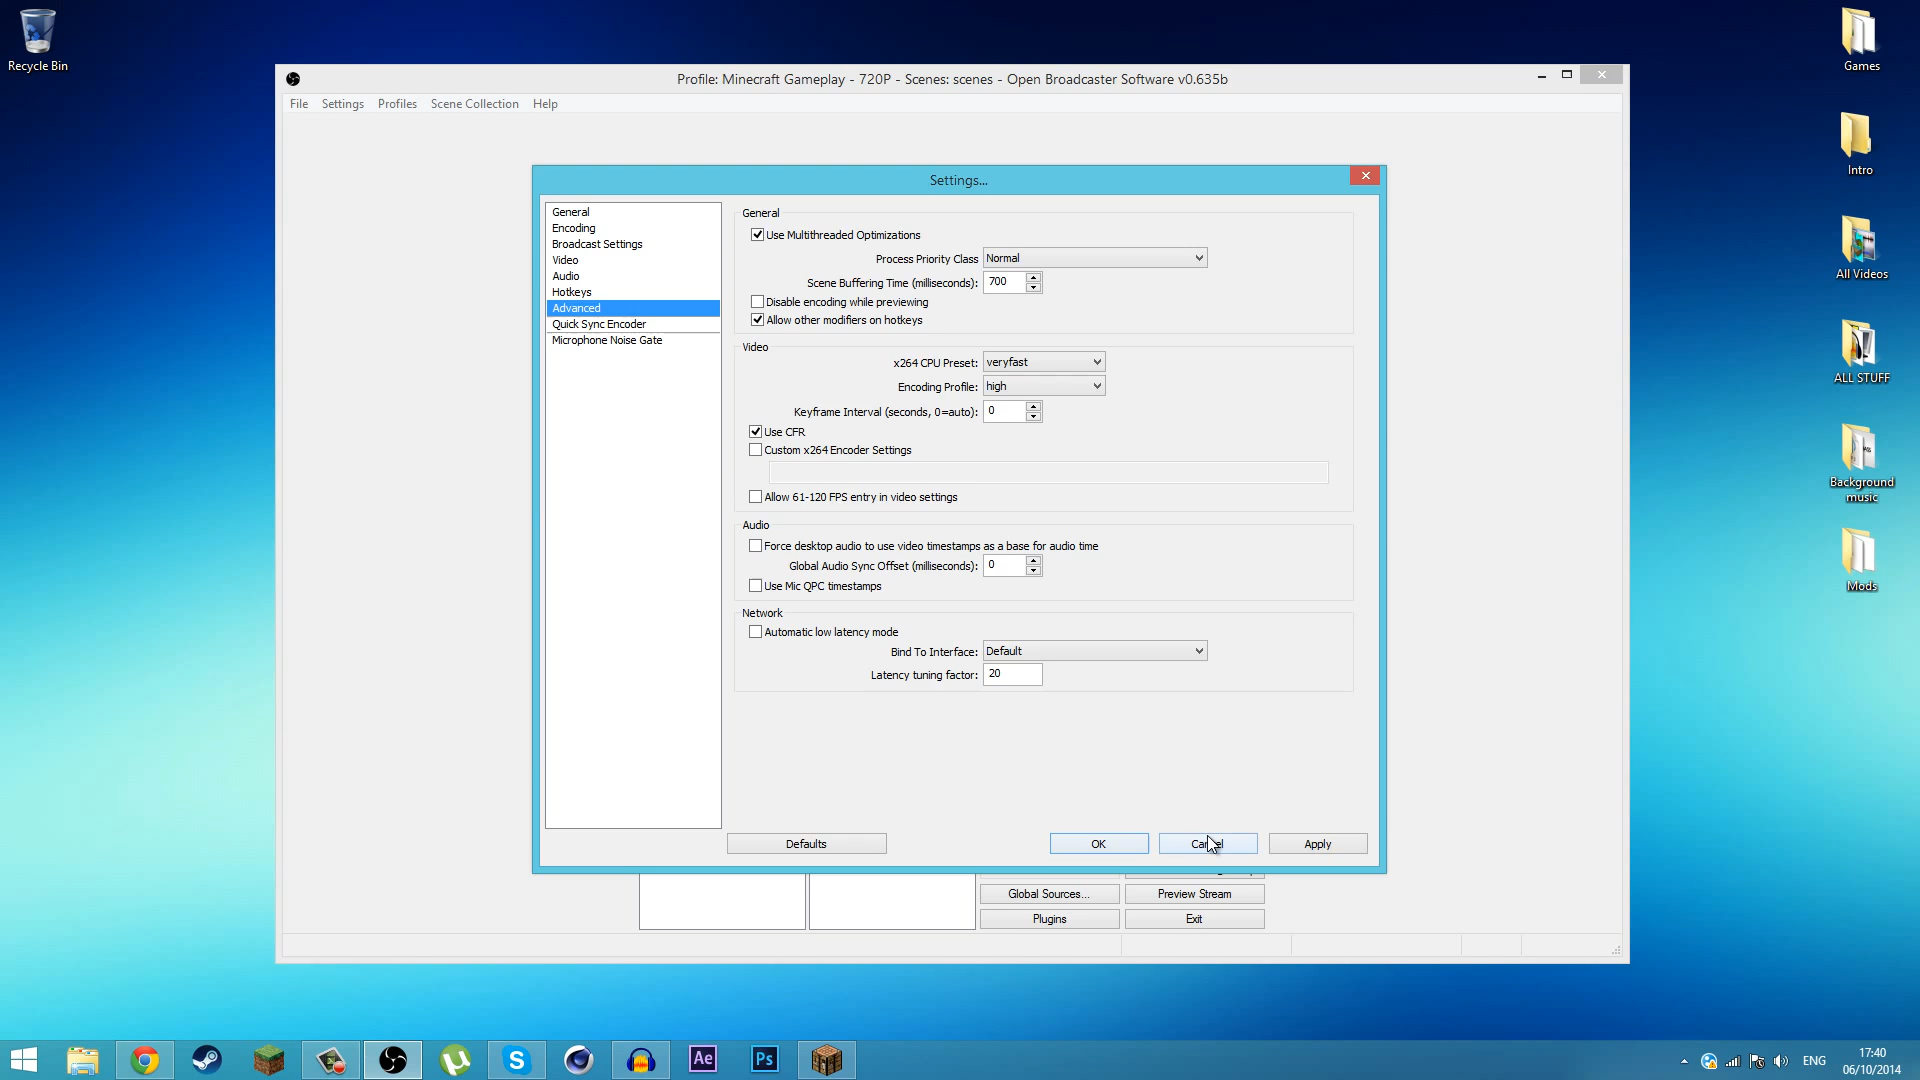 Recycle Bin
Games
Intro
All Videos
ALL STUFF
Background
music
Mods
Profile: Minecraft Gameplay - 720P - Scenes: scenes - Open Broadcaster Software v0.635b
File Settings Profiles Scene Collection Help
Settings...
General
Encoding
Broadcast Settings
Video
Audio
Hotkeys
Advanced
Quick Sync Encoder
Microphone Noise Gate
General
Use Multithreaded Optimizations
Process Priority Class Normal
Scene Buffering Time (milliseconds): 700
Disable encoding while previewing
Allow other modifiers on hotkeys
Video
x264 CPU Preset: veryfast
Encoding Profile: high
Keyframe Interval (seconds, 0=auto): 0
Use CFR
Custom x264 Encoder Settings
Allow 61-120 FPS entry in video settings
Audio
Force desktop audio to use video timestamps as a base for audio time
Global Audio Sync Offset (milliseconds): 0
Use Mic QPC timestamps
Network
Automatic low latency mode
Bind To Interface: Default
Latency tuning factor: 20
Defaults OK Cancel Apply
Global Sources... Preview Stream
Plugins Exit
Ae Ps
ENG
17:40
06/10/2014